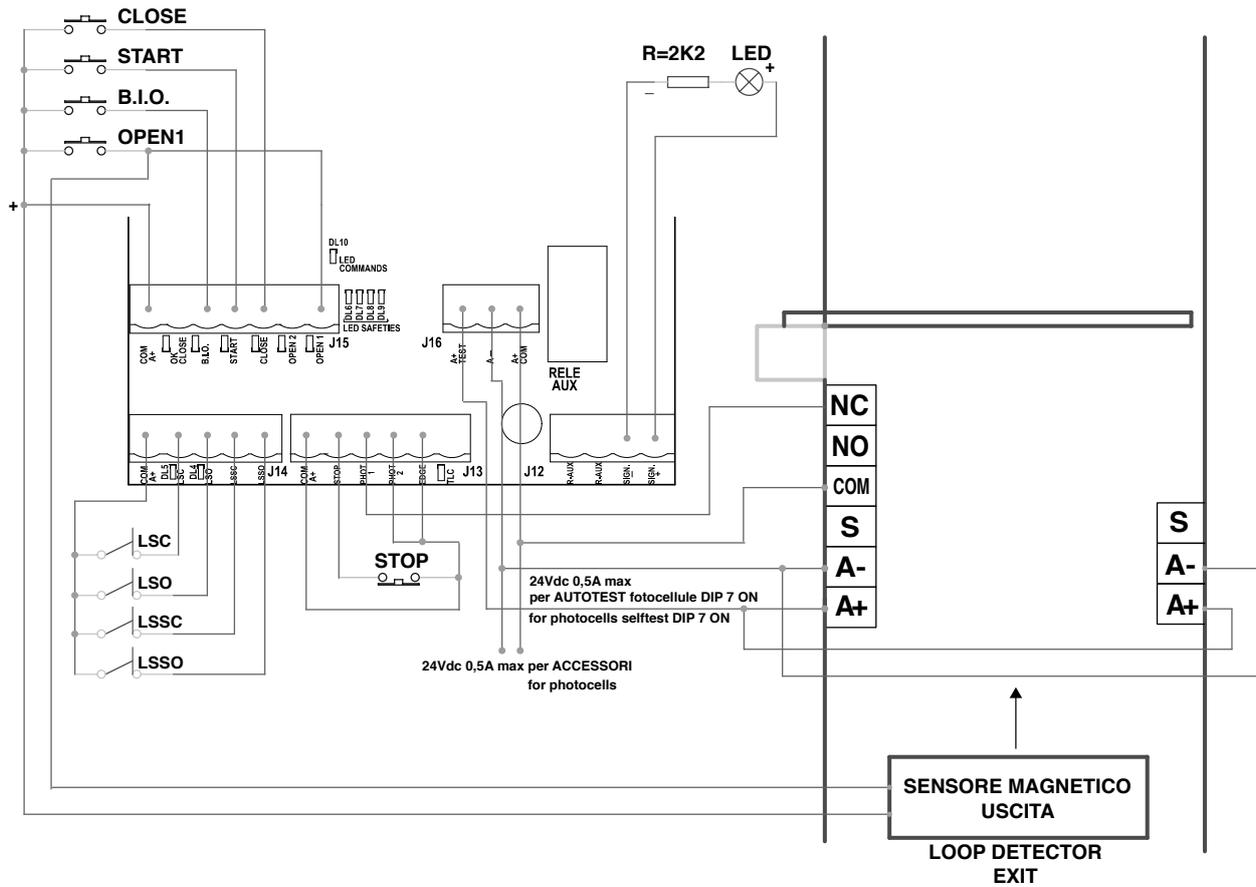 CLOSE
START
B.I.O.
OPEN1
+
R=2K2 LED
+
–
DL10
LED
COMMANDS
DL6
DL7
DL8
DL9
LED SAFETIES
J15
COM
A+
OK
CLOSE
B.I.O.
START
CLOSE
OPEN 2
OPEN 1
J16
A+
TEST
A –
A+
COM
RELE
AUX
COM
A+
DL5
LSC
DL4
LSO
LSSC
LSSO
J14
COM
A+
STOP
PHOT
1
PHOT
2
EDGE
TLC
J13
J12
R-AUX
R-AUX
SIGN.
–
SIGN.
+
NC
NO
COM
S
A-
A+
S
A-
A+
LSC
LSO
LSSC
LSSO
STOP
24Vdc 0,5A max
per AUTOTEST fotocellule DIP 7 ON
for photocells selftest DIP 7 ON
24Vdc 0,5A max per ACCESSORI
for photocells
SENSORE MAGNETICO
USCITA
LOOP DETECTOR
EXIT